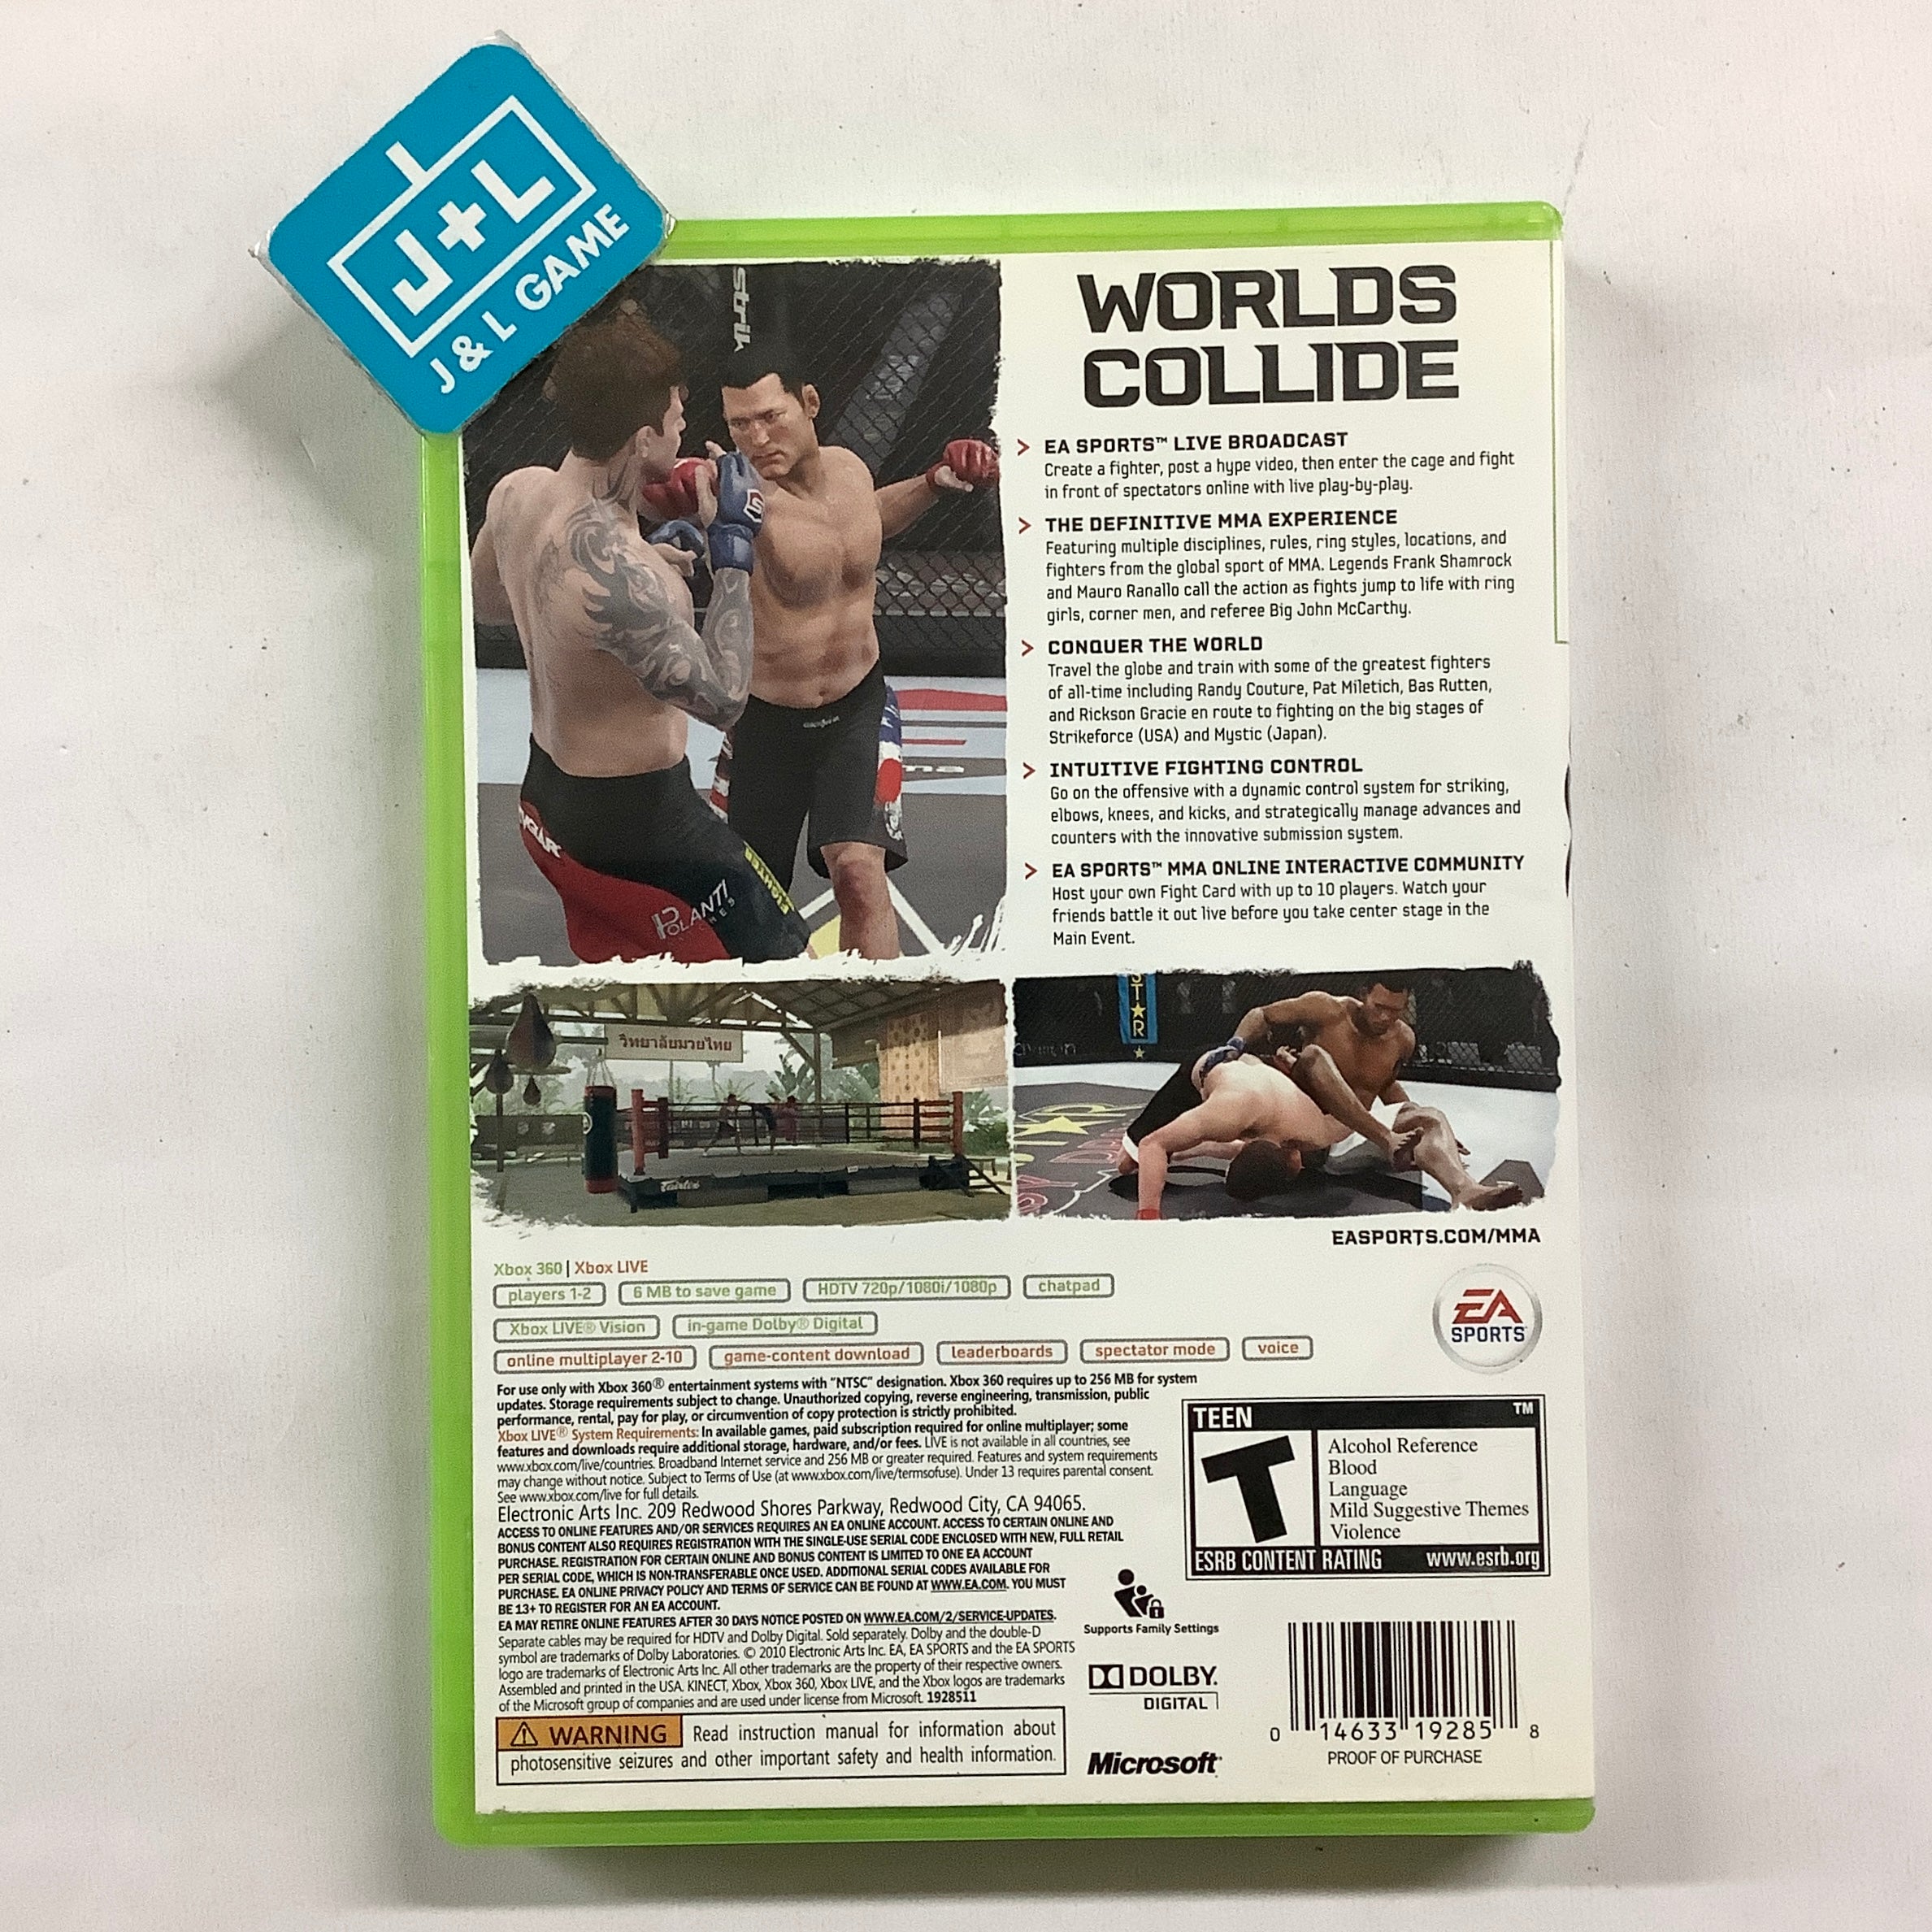 J+L
J & L GAME
strik
WORLDS
COLLIDE
> EA SPORTS™ LIVE BROADCAST
Create a fighter, post a hype video, then enter the cage and fight
in front of spectators online with live play-by-play.
> THE DEFINITIVE MMA EXPERIENCE
Featuring multiple disciplines, rules, ring styles, locations, and
fighters from the global sport of MMA. Legends Frank Shamrock
and Mauro Ranallo call the action as fights jump to life with ring
girls, corner men, and referee Big John McCarthy.
> CONQUER THE WORLD
Travel the globe and train with some of the greatest fighters
of all-time including Randy Couture, Pat Miletich, Bas Rutten,
and Rickson Gracie en route to fighting on the big stages of
Strikeforce (USA) and Mystic (Japan).
> INTUITIVE FIGHTING CONTROL
Go on the offensive with a dynamic control system for striking,
elbows, knees, and kicks, and strategically manage advances and
counters with the innovative submission system.
> EA SPORTS™ MMA ONLINE INTERACTIVE COMMUNITY
Host your own Fight Card with up to 10 players. Watch your
friends battle it out live before you take center stage in the
Main Event.
วิทยาลัยมวยไทย
Fairtex
STAR
EASPORTS.COM/MMA
Xbox 360 | Xbox LIVE
players 1-2 6 MB to save game HDTV 720p/1080i/1080p chatpad
Xbox LIVE® Vision in-game Dolby® Digital
online multiplayer 2-10 game-content download leaderboards spectator mode voice
EA
SPORTS
For use only with Xbox 360® entertainment systems with "NTSC" designation. Xbox 360 requires up to 256 MB for system
updates. Storage requirements subject to change. Unauthorized copying, reverse engineering, transmission, public
performance, rental, pay for play, or circumvention of copy protection is strictly prohibited.
Xbox LIVE® System Requirements: In available games, paid subscription required for online multiplayer; some
features and downloads require additional storage, hardware, and/or fees. LIVE is not available in all countries, see
www.xbox.com/live/countries. Broadband Internet service and 256 MB or greater required. Features and system requirements
may change without notice. Subject to Terms of Use (at www.xbox.com/live/termsofuse). Under 13 requires parental consent.
See www.xbox.com/live for full details.
Electronic Arts Inc. 209 Redwood Shores Parkway, Redwood City, CA 94065.
ACCESS TO ONLINE FEATURES AND/OR SERVICES REQUIRES AN EA ONLINE ACCOUNT. ACCESS TO CERTAIN ONLINE AND
BONUS CONTENT ALSO REQUIRES REGISTRATION WITH THE SINGLE-USE SERIAL CODE ENCLOSED WITH NEW, FULL RETAIL
PURCHASE. REGISTRATION FOR CERTAIN ONLINE AND BONUS CONTENT IS LIMITED TO ONE EA ACCOUNT
PER SERIAL CODE, WHICH IS NON-TRANSFERABLE ONCE USED. ADDITIONAL SERIAL CODES AVAILABLE FOR
PURCHASE. EA ONLINE PRIVACY POLICY AND TERMS OF SERVICE CAN BE FOUND AT WWW.EA.COM. YOU MUST
BE 13+ TO REGISTER FOR AN EA ACCOUNT.
EA MAY RETIRE ONLINE FEATURES AFTER 30 DAYS NOTICE POSTED ON WWW.EA.COM/2/SERVICE-UPDATES.
Separate cables may be required for HDTV and Dolby Digital. Sold separately. Dolby and the double-D
symbol are trademarks of Dolby Laboratories. © 2010 Electronic Arts Inc. EA, EA SPORTS and the EA SPORTS
logo are trademarks of Electronic Arts Inc. All other trademarks are the property of their respective owners.
Assembled and printed in the USA. KINECT, Xbox, Xbox 360, Xbox LIVE, and the Xbox logos are trademarks
of the Microsoft group of companies and are used under license from Microsoft. 1928511
WARNING Read instruction manual for information about
photosensitive seizures and other important safety and health information.
TEEN ™
T
Alcohol Reference
Blood
Language
Mild Suggestive Themes
Violence
ESRB CONTENT RATING www.esrb.org
Supports Family Settings
DOLBY.
DIGITAL
Microsoft
0 14633 19285 8
PROOF OF PURCHASE